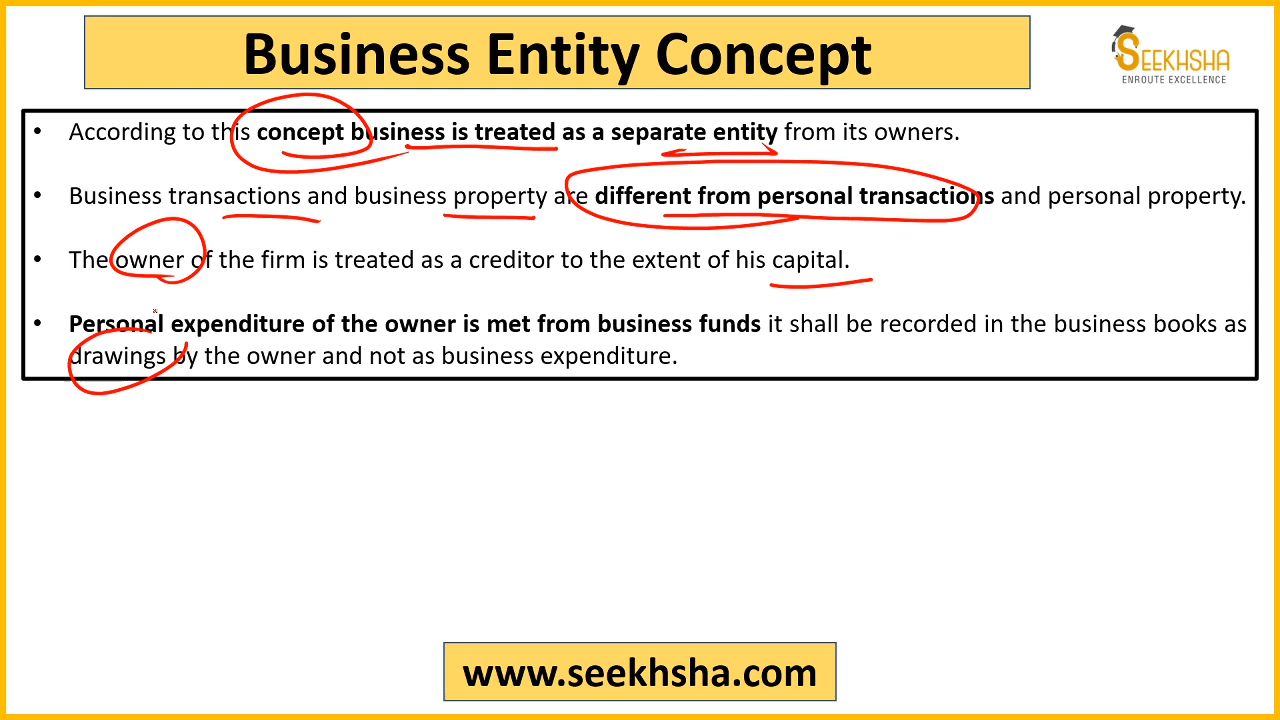 Business Entity Concept
SEEKHSHA
ENROUTE EXCELLENCE
• According to this concept business is treated as a separate entity from its owners.
• Business transactions and business property are different from personal transactions and personal property.
• The owner of the firm is treated as a creditor to the extent of his capital.
• Personal expenditure of the owner is met from business funds it shall be recorded in the business books as
drawings by the owner and not as business expenditure.
www.seekhsha.com